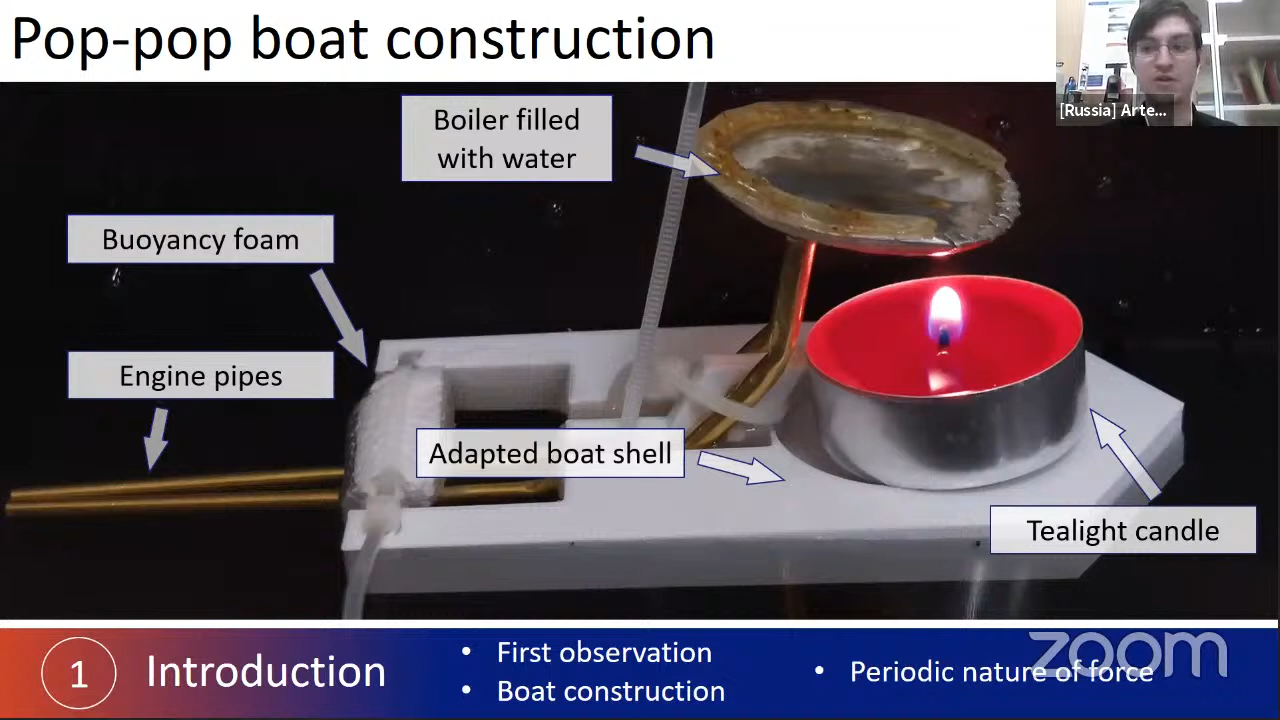 Pop-pop boat construction
[Russia] Arte...
Boiler filled
with water
Buoyancy foam
Engine pipes
Adapted boat shell
Tealight candle
1
Introduction
• First observation
• Boat construction
• Periodic nature of force
zoom